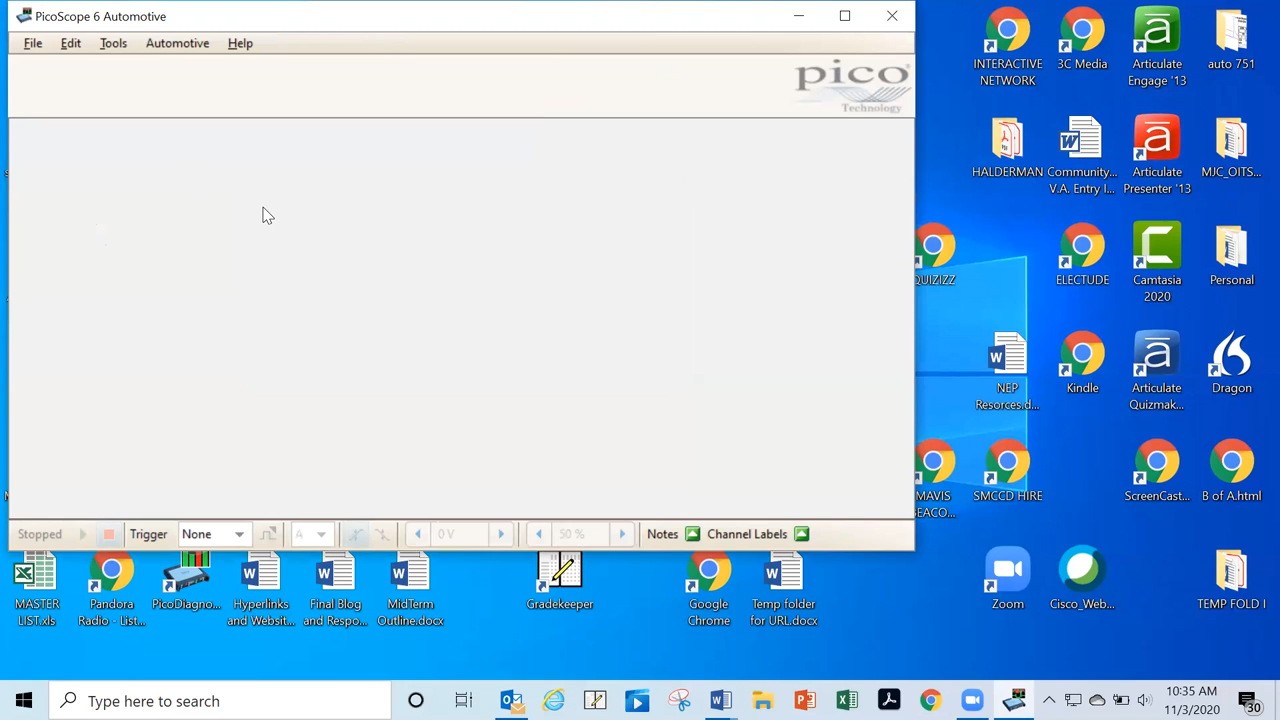 PicoScope 6 Automotive
File Edit Tools Automotive Help
pico
Technology
Stopped Trigger None A 0 V 50 % Notes Channel Labels
INTERACTIVE
NETWORK
3C Media
Articulate
Engage '13
auto 751
HALDERMAN
Community...
V.A. Entry I...
Articulate
Presenter '13
MJC_OITS...
QUIZIZZ
ELECTUDE
Camtasia
2020
Personal
NEP
Resorces.d...
Kindle
Articulate
Quizmak...
Dragon
MAVIS
BEACO...
SMCCD HIRE
ScreenCast...
B of A.html
MASTER
LIST.xls
Pandora
Radio - List...
PicoDiagno...
Hyperlinks
and Websit...
Final Blog
and Respo...
MidTerm
Outline.docx
Gradekeeper
Google
Chrome
Temp folder
for URL.docx
Zoom
Cisco_Web...
TEMP FOLD I
Type here to search
10:35 AM
11/3/2020
30